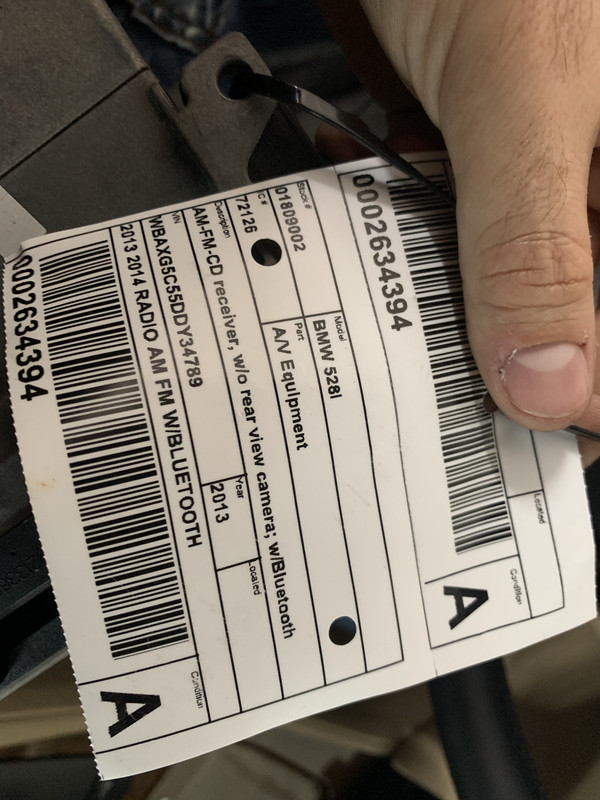 0002634394
Located
Condition
A
Stock#
01809002
Model
BMW 528I
IC #
72126
Part
A/V Equipment
Description
AM-FM-CD receiver, w/o rear view camera; w/Bluetooth
VIN
WBAXG5C55DDY34789
Year
2013
Located
2013 2014 RADIO AM FM W/BLUETOOTH
0002634394
Condition
A